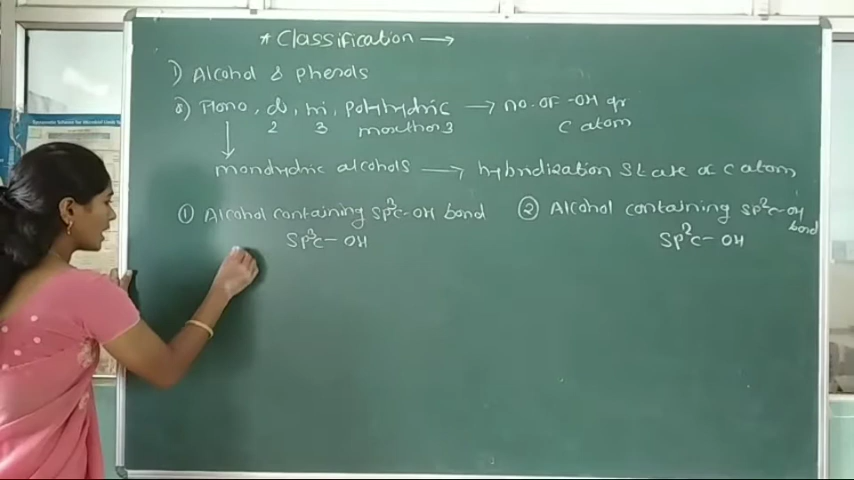 * Classification →
1) Alcohol & phenols
2) Mono, di, tri, polyhydric → no. of -OH gr
2 3 more than 3 C atom
monohydric alcohols → hybridization State of C atom
① Alcohol containing SP³C-OH bond ② Alcohol containing SP²C-OH bond
SP³C-OH SP²C-OH